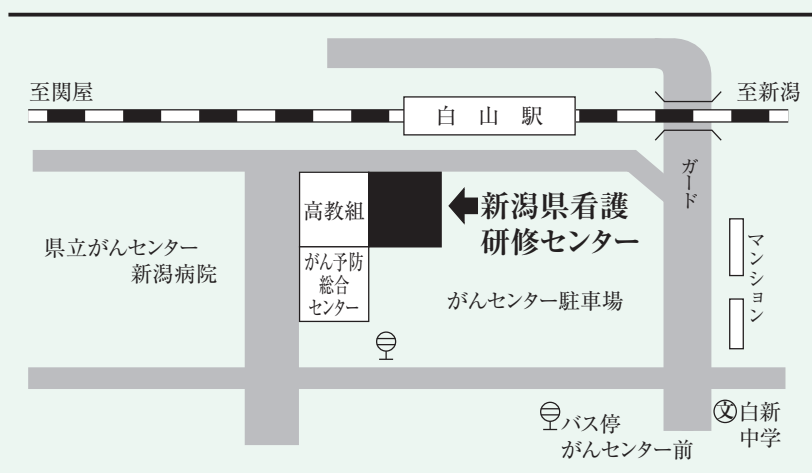 至関屋
白山駅
至新潟
ガード
高教組
新潟県看護
研修センター
県立がんセンター
新潟病院
がん予防
総合
センター
がんセンター駐車場
マンション
バス停
がんセンター前
文白新
中学